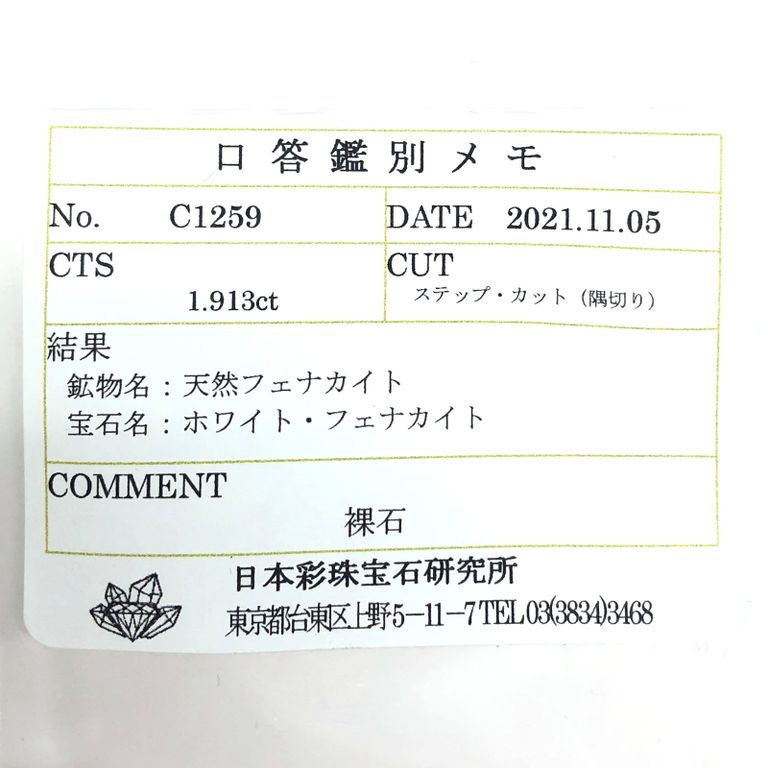 口答鑑別メモ
No. C1259 DATE 2021.11.05
CTS CUT
1.913ct ステップ・カット（隅切り）
結果
鉱物名：天然フェナカイト
宝石名：ホワイト・フェナカイト
COMMENT
裸石
日本彩珠宝石研究所
東京都台東区上野5-11-7 TEL 03(3834)3468